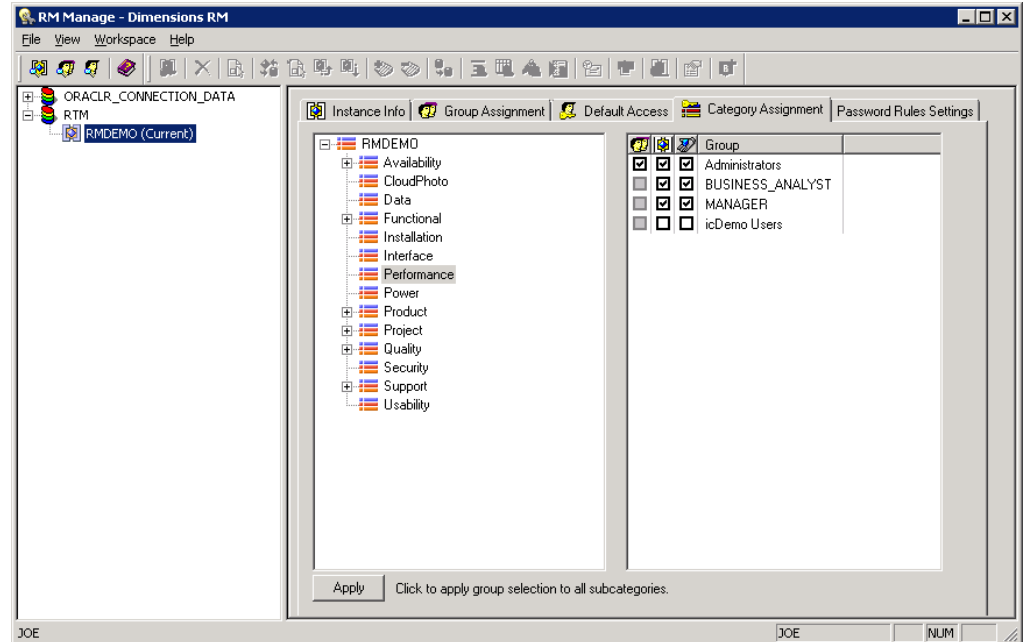 RM Manage - Dimensions RM
File View Workspace Help
ORACLR_CONNECTION_DATA
RTM
RMDEMO (Current)
Instance Info Group Assignment Default Access Category Assignment Password Rules Settings
RMDEMO
Availability
CloudPhoto
Data
Functional
Installation
Interface
Performance
Power
Product
Project
Quality
Security
Support
Usability
Group
Administrators
BUSINESS_ANALYST
MANAGER
icDemo Users
Apply Click to apply group selection to all subcategories.
JOE JOE NUM